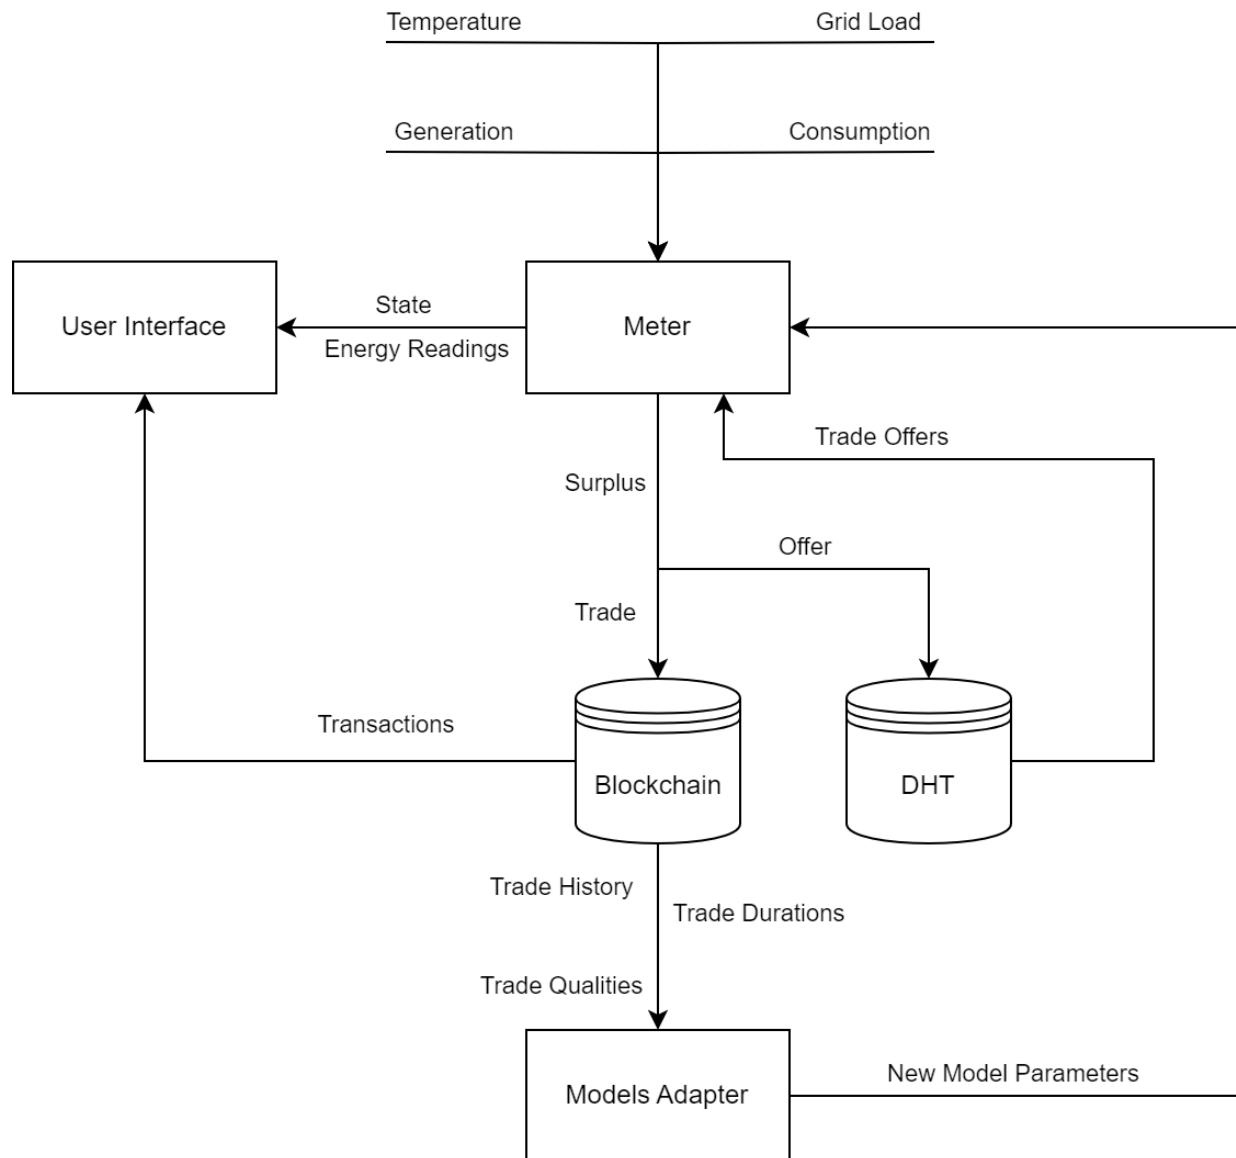 Temperature
Grid Load
Generation
Consumption
User Interface
State
Energy Readings
Meter
Trade Offers
Surplus
Offer
Trade
Transactions
Blockchain
DHT
Trade History
Trade Durations
Trade Qualities
Models Adapter
New Model Parameters